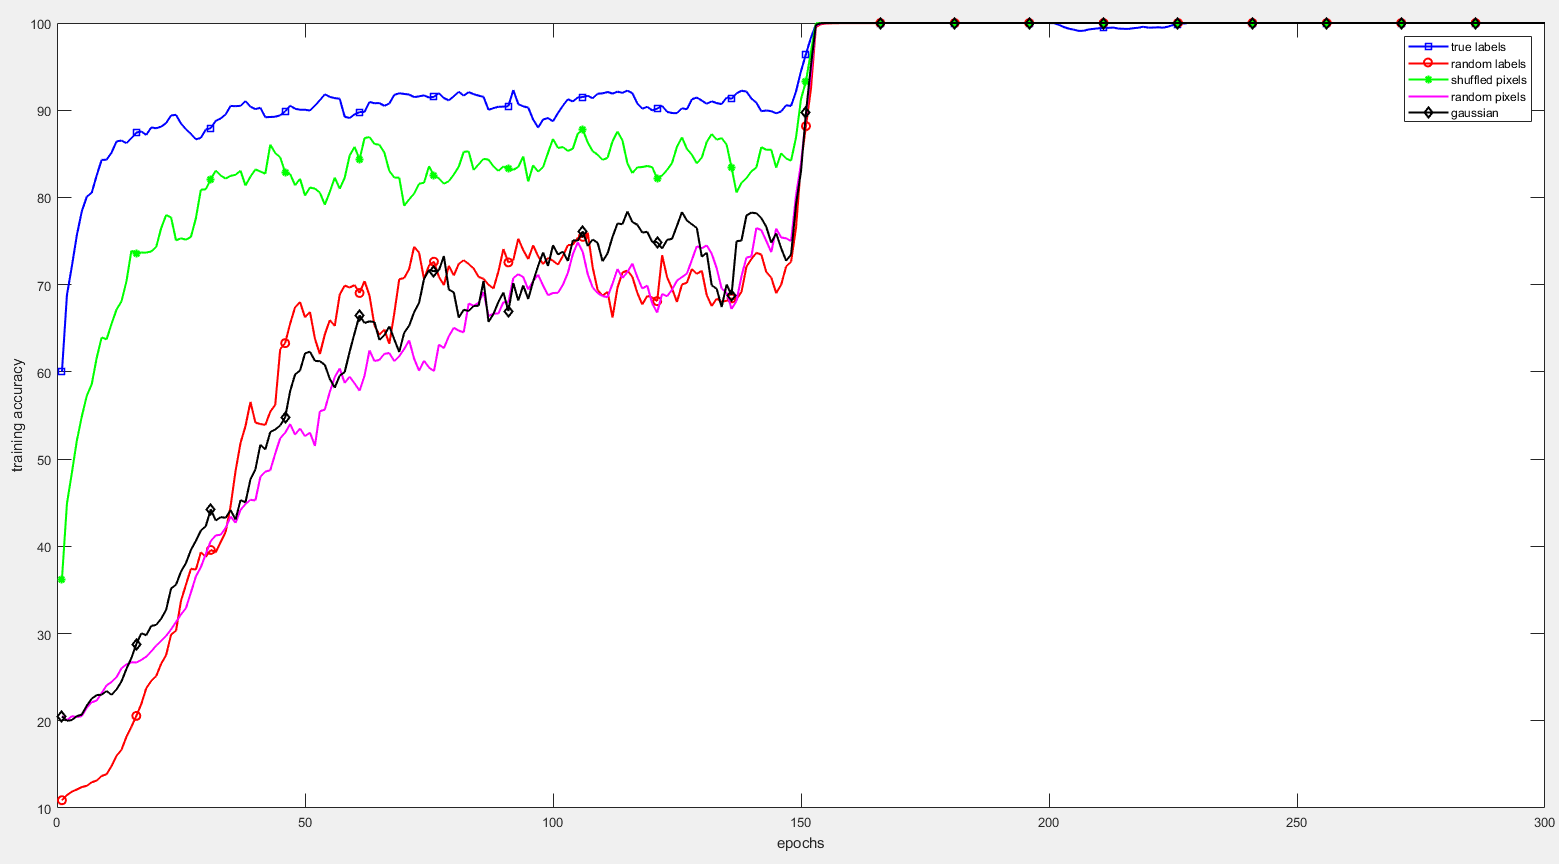 100
90
80
70
60
50
40
30
20
10
training accuracy
0
50
100
150
200
250
300
epochs
true labels
random labels
shuffled pixels
random pixels
gaussian